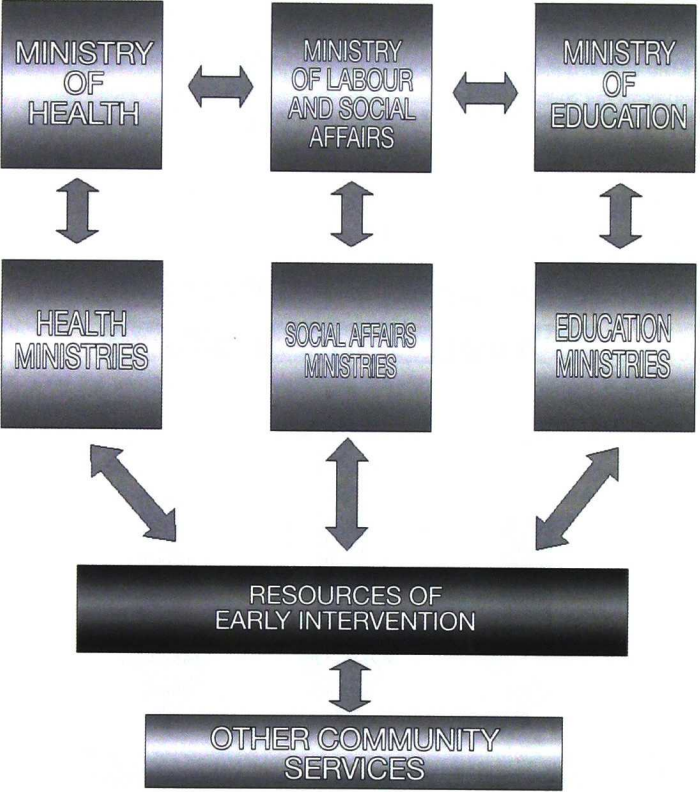 MINISTRY
OF
HEALTH
MINISTRY
OF LABOUR
AND SOCIAL
AFFAIRS
MINISTRY
OF
EDUCATION
HEALTH
MINISTRIES
SOCIAL AFFAIRS
MINISTRIES
EDUCATION
MINISTRIES
RESOURCES OF
EARLY INTERVENTION
OTHER COMMUNITY
SERVICES